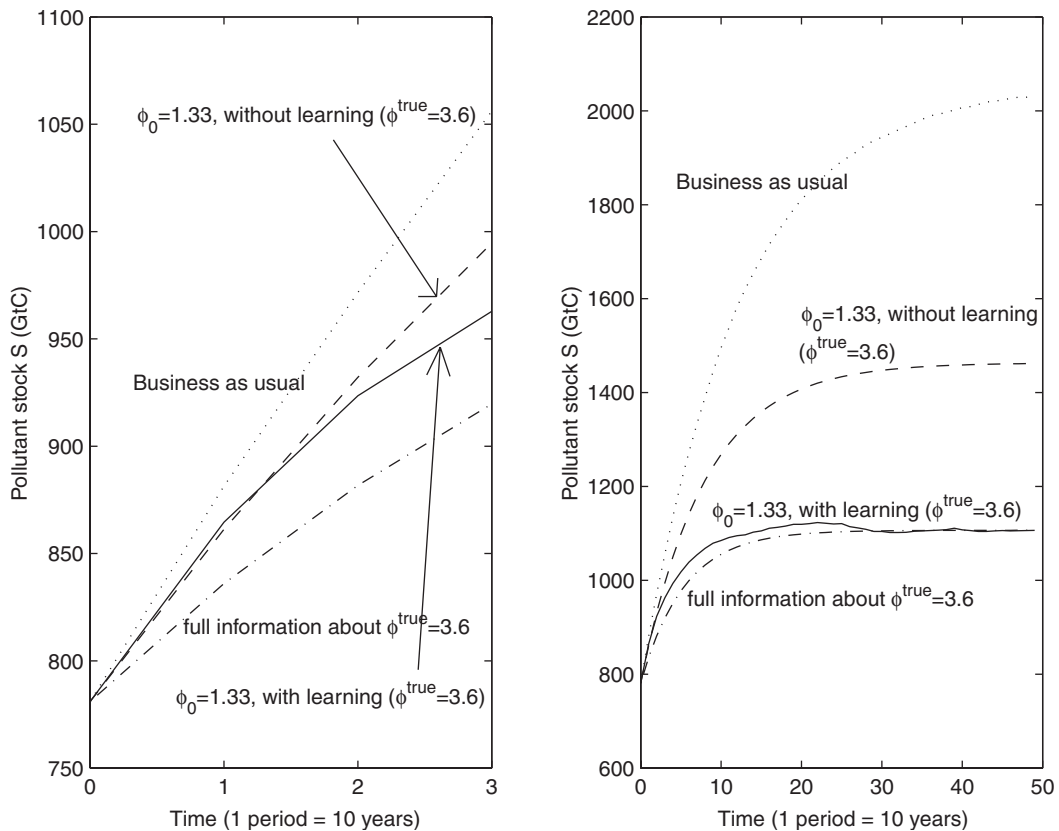 1100
1050
1000
950
900
850
800
750
0
1
2
3
Pollutant stock S (GtC)
Time (1 period = 10 years)
ϕ0=1.33, without learning (ϕtrue=3.6)
Business as usual
full information about ϕtrue=3.6
ϕ0=1.33, with learning (ϕtrue=3.6)
2200
2000
1800
1600
1400
1200
1000
800
600
0
10
20
30
40
50
Pollutant stock S (GtC)
Time (1 period = 10 years)
Business as usual
ϕ0=1.33, without learning
(ϕtrue=3.6)
ϕ0=1.33, with learning (ϕtrue=3.6)
full information about ϕtrue=3.6